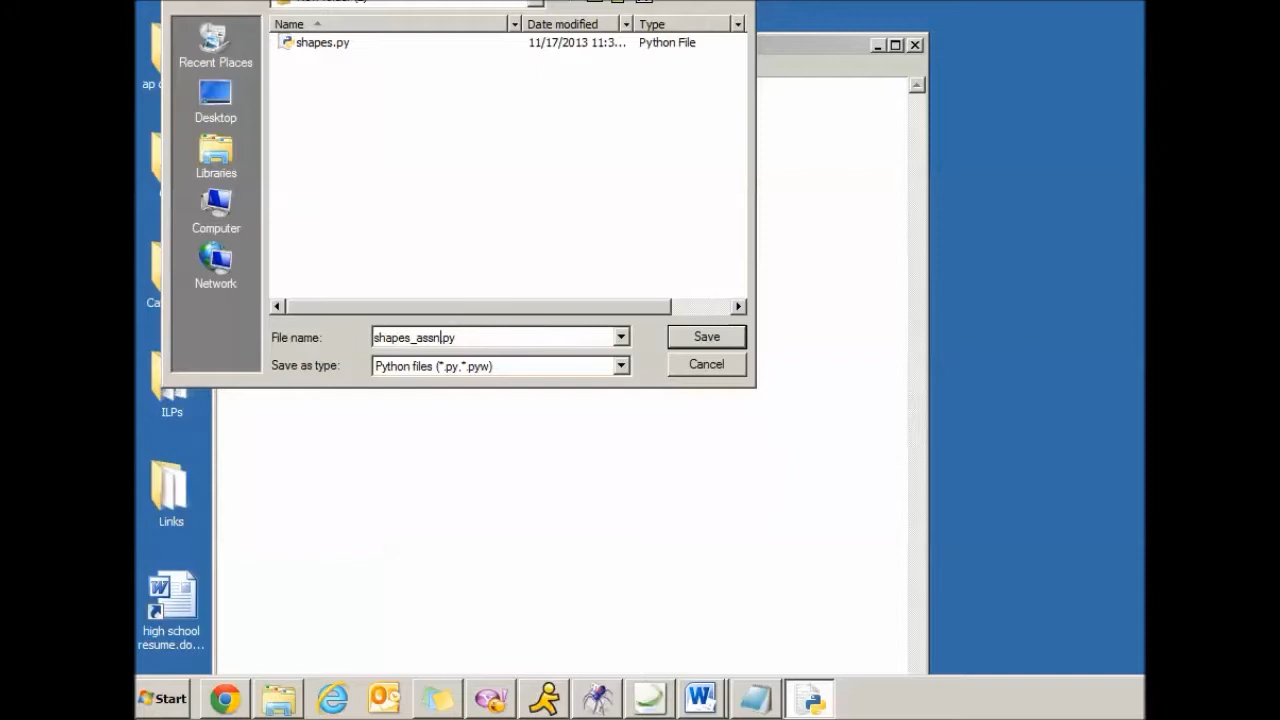 Name
Date modified
Type
shapes.py
11/17/2013 11:3...
Python File
Recent Places
Desktop
Libraries
Computer
Network
File name:
shapes_assn.py
Save
Save as type:
Python files (*.py,*.pyw)
Cancel
ap
Ca
ILPs
Links
high school
resume.do...
Start